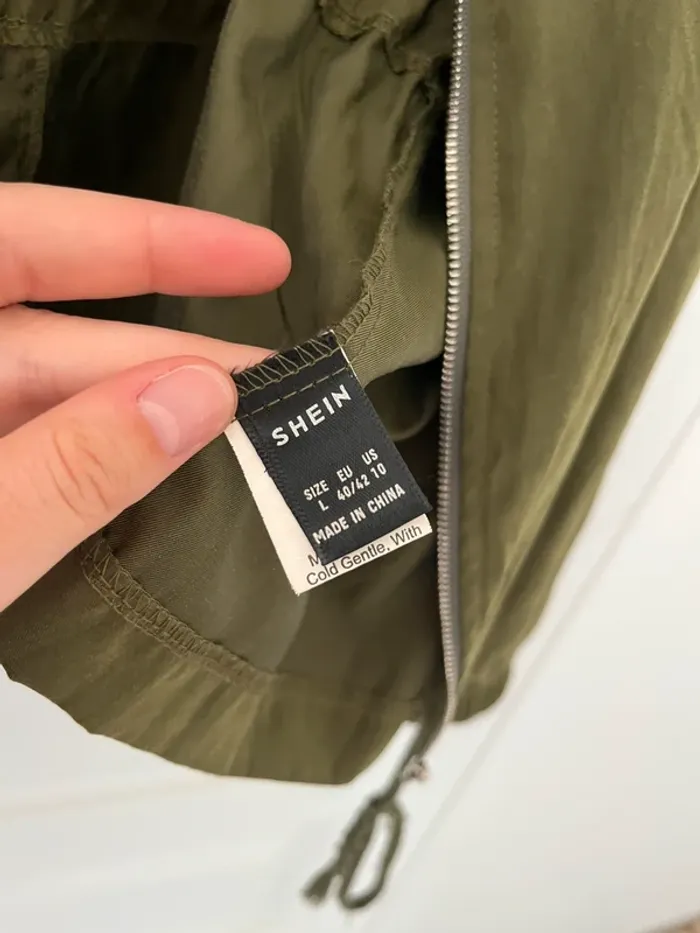 SHEIN
SIZE EU US
L 40/42 10
MADE IN CHINA
Cold Gentle, With